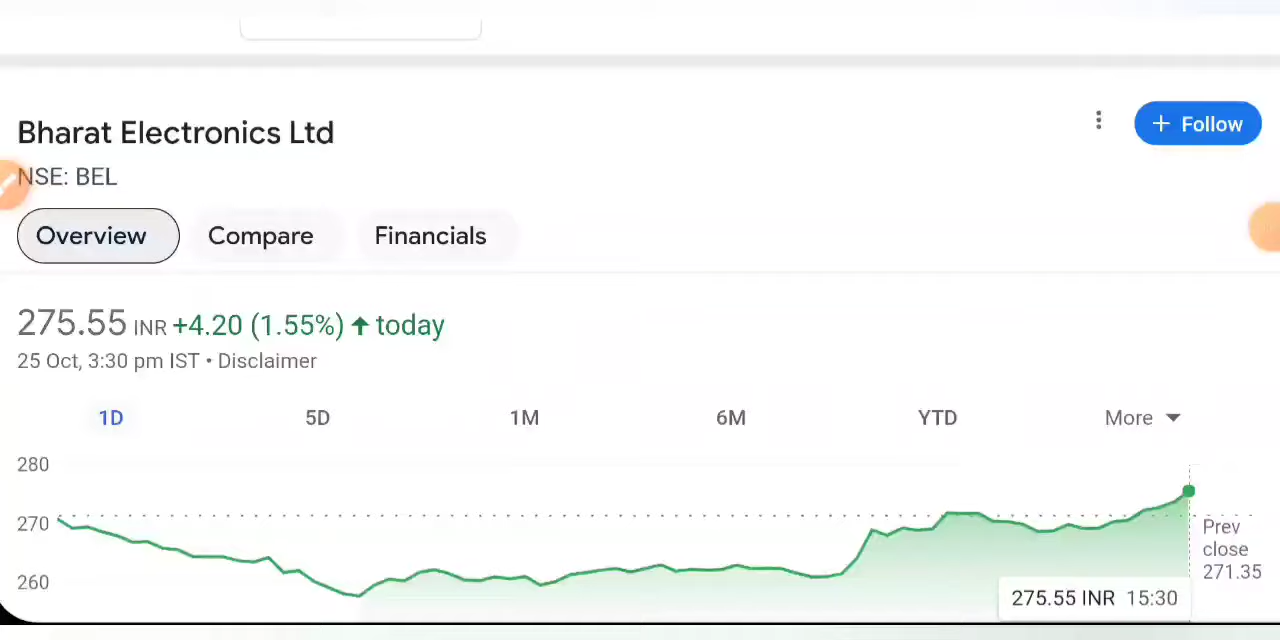 Bharat Electronics Ltd
+ Follow
NSE: BEL
Overview Compare Financials
275.55 INR +4.20 (1.55%) ↑ today
25 Oct, 3:30 pm IST • Disclaimer
1D 5D 1M 6M YTD More
280
270
260
Prev
close
271.35
275.55 INR 15:30